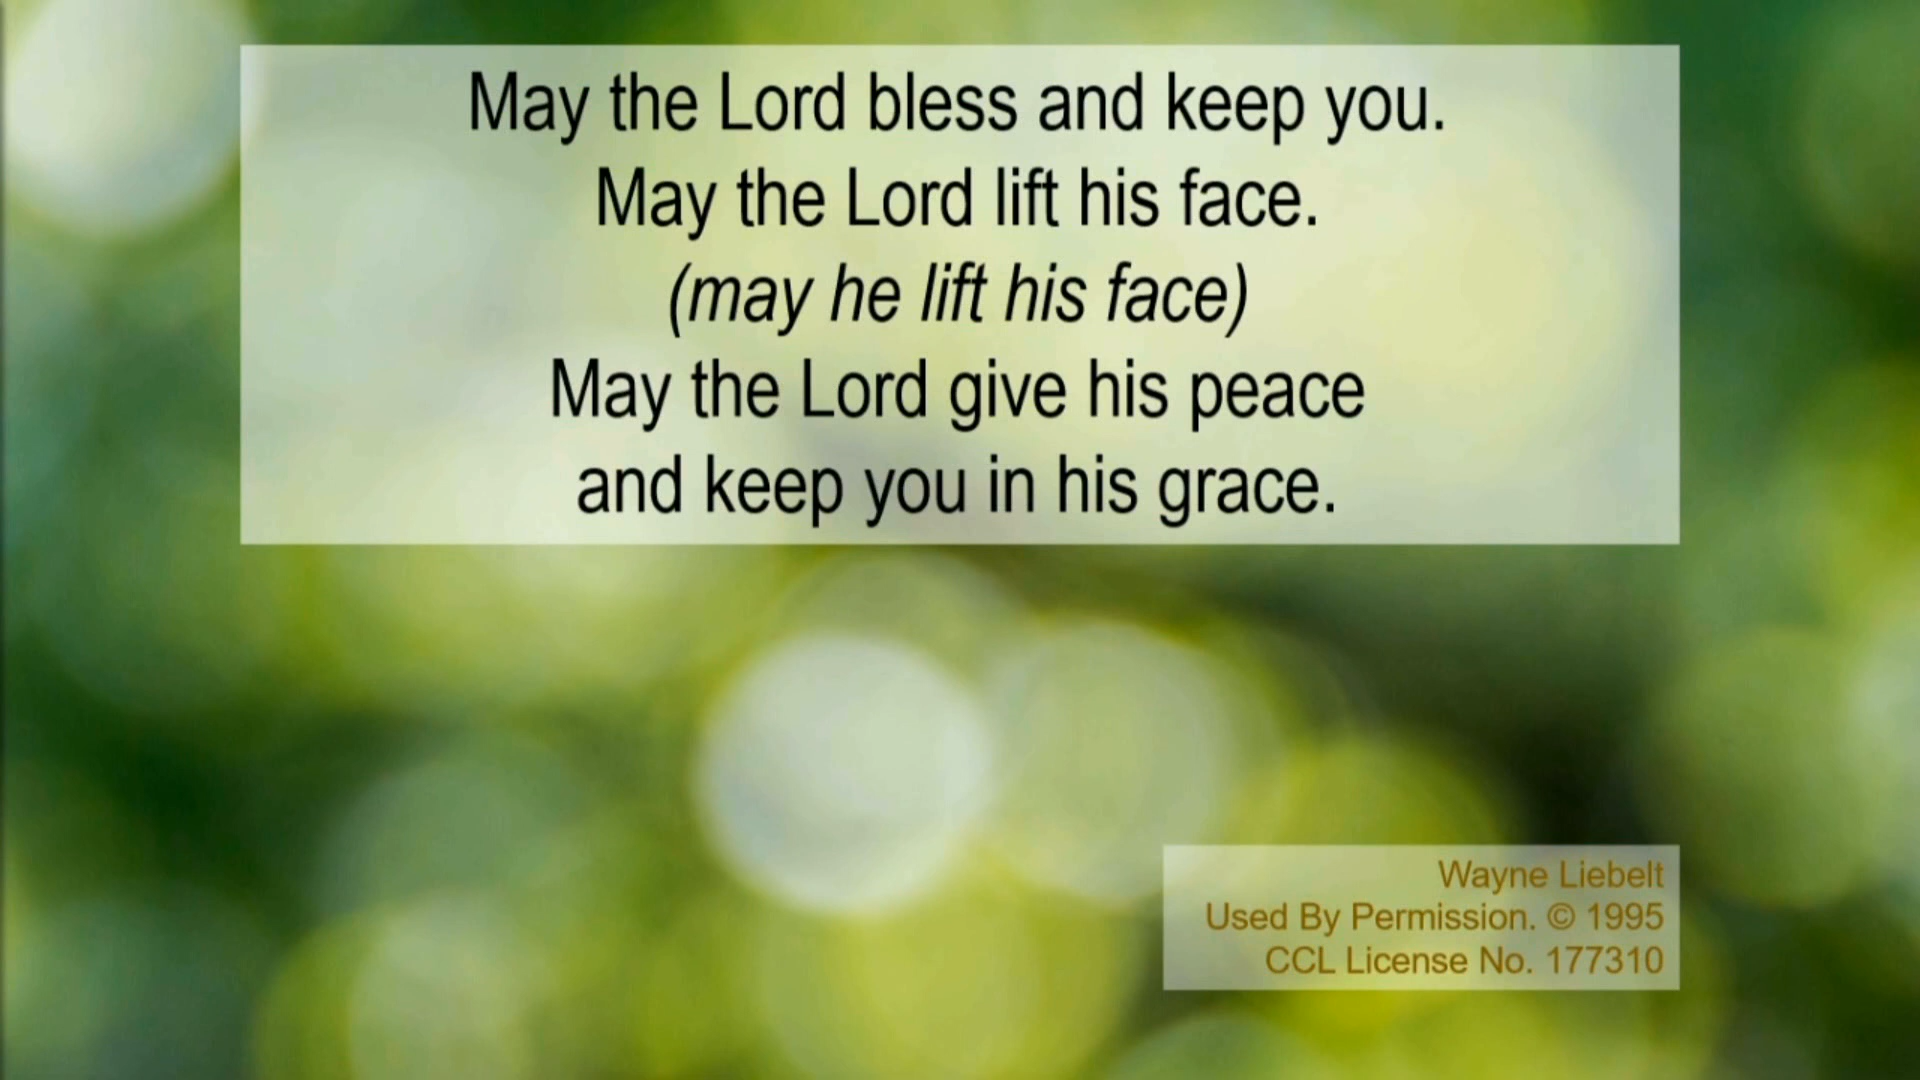 May the Lord bless and keep you.
May the Lord lift his face.
(may he lift his face)
May the Lord give his peace
and keep you in his grace.
Wayne Liebelt
Used By Permission. © 1995
CCL License No. 177310